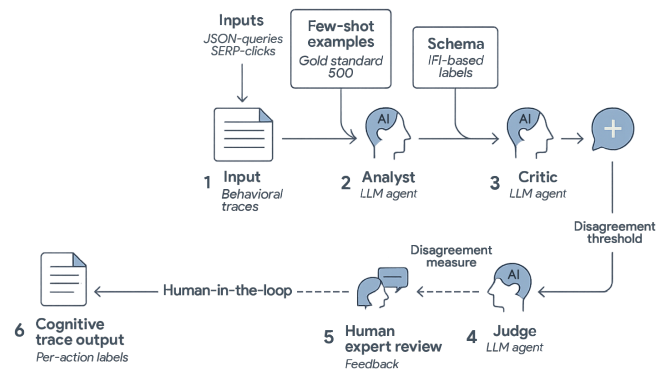 Inputs
JSON-queries
SERP-clicks
Few-shot
examples
Gold standard
500
Schema
IFI-based
labels
AI
AI
1 Input
Behavioral
traces
2 Analyst
LLM agent
3 Critic
LLM agent
Disagreement
threshold
Disagreement
measure
AI
Human-in-the-loop
6 Cognitive
trace output
Per-action labels
5 Human
expert review
Feedback
4 Judge
LLM agent